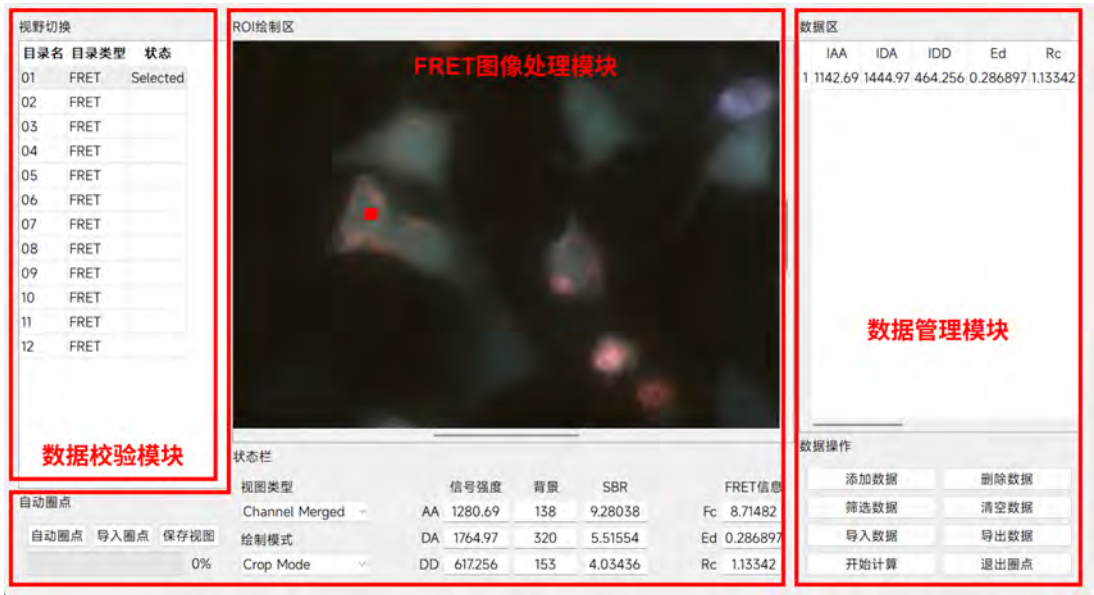 视野切换
目录名 目录类型 状态
01 FRET Selected
02 FRET
03 FRET
04 FRET
05 FRET
06 FRET
07 FRET
08 FRET
09 FRET
10 FRET
11 FRET
12 FRET
数据校验模块
自动圈点
自动圈点 导入圈点 保存视图
0%
ROI绘制区
FRET图像处理模块
状态栏
视图类型 信号强度 背景 SBR FRET信息
Channel Merged AA 1280.69 138 9.28038 Fc 8.71482
绘制模式 DA 1764.97 320 5.51554 Ed 0.286897
Crop Mode DD 617.256 153 4.03436 Rc 1.13342
数据区
IAA IDA IDD Ed Rc
1 1142.69 1444.97 464.256 0.286897 1.13342
数据管理模块
数据操作
添加数据 删除数据
筛选数据 清空数据
导入数据 导出数据
开始计算 退出圈点